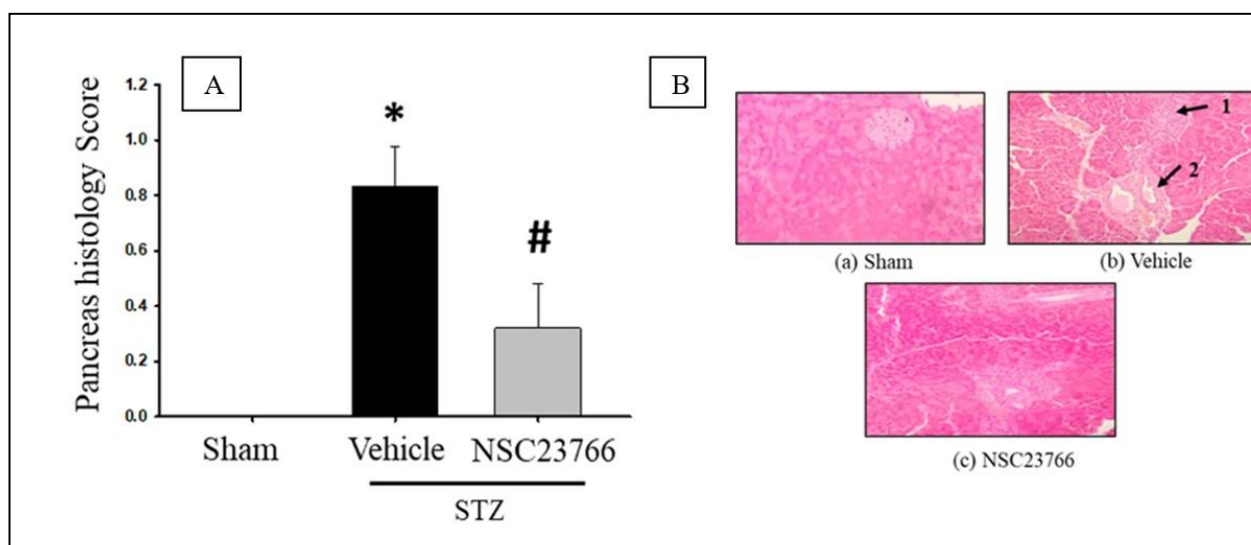 A
Pancreas histology Score
1.2
1.0
0.8
0.6
0.4
0.2
0.0
*
#
Sham
Vehicle
NSC23766
STZ
B
1
2
(a) Sham
(b) Vehicle
(c) NSC23766